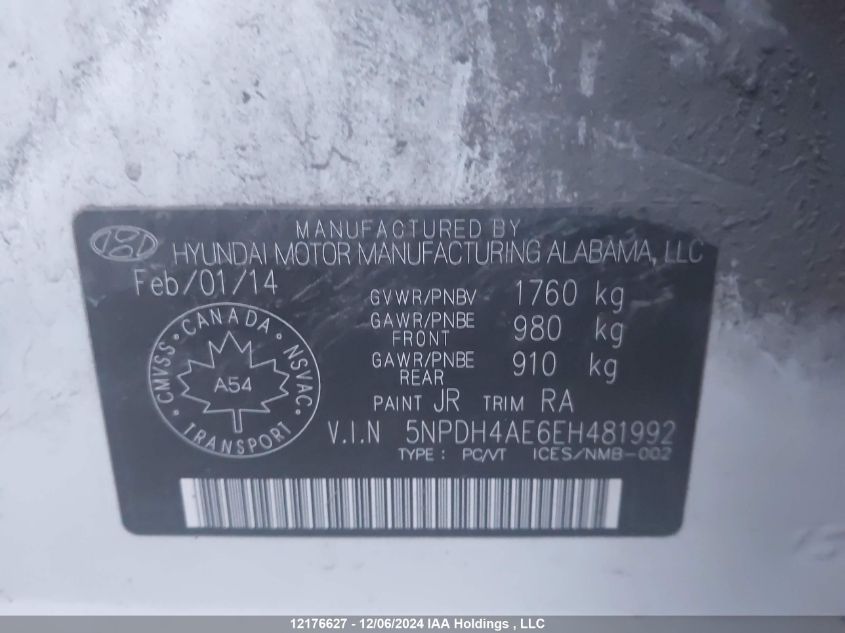 MANUFACTURED BY
HYUNDAI MOTOR MANUFACTURING ALABAMA, LLC
Feb/01/14
GVWR/PNBV 1760 kg
GAWR/PNBE FRONT 980 kg
GAWR/PNBE REAR 910 kg
PAINT JR TRIM RA
CANADA
CMVSS NSVAC
A54
TRANSPORT
V.I.N 5NPDH4AE6EH481992
TYPE : PC/VT ICES/NMB-002
12176627 - 12/06/2024 IAA Holdings , LLC